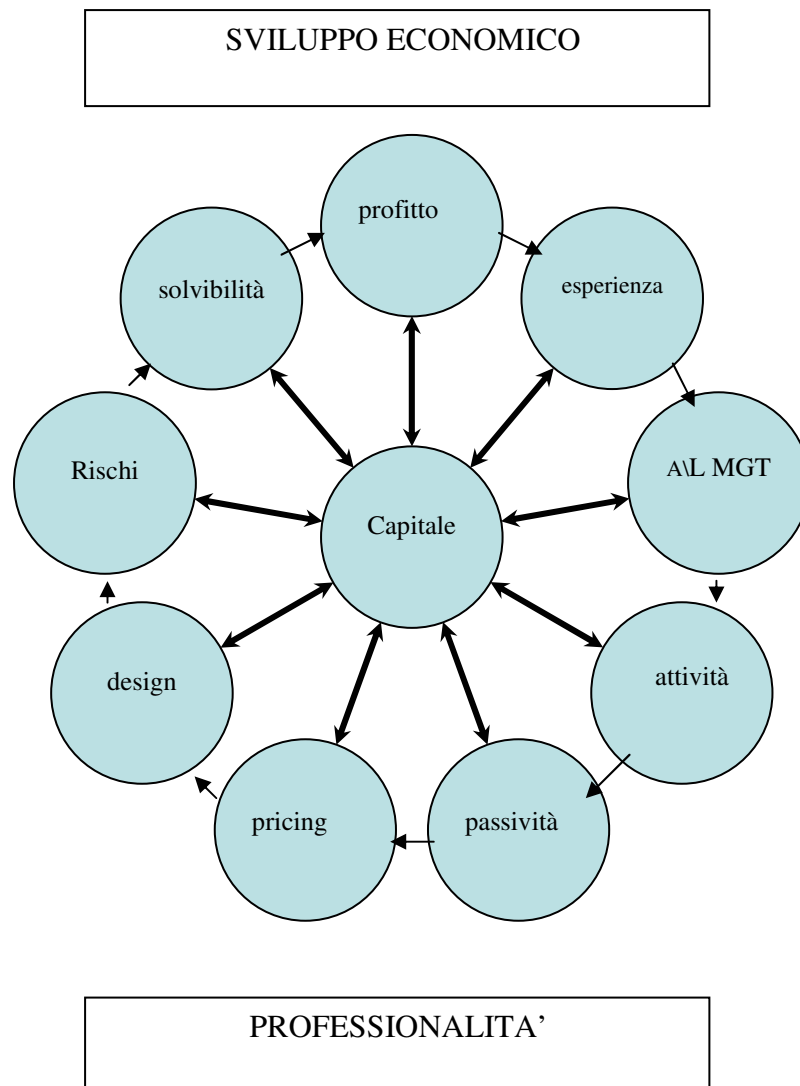 SVILUPPO ECONOMICO
profitto
solvibilità
esperienza
Rischi
A\L MGT
Capitale
design
attività
pricing
passività
PROFESSIONALITA’